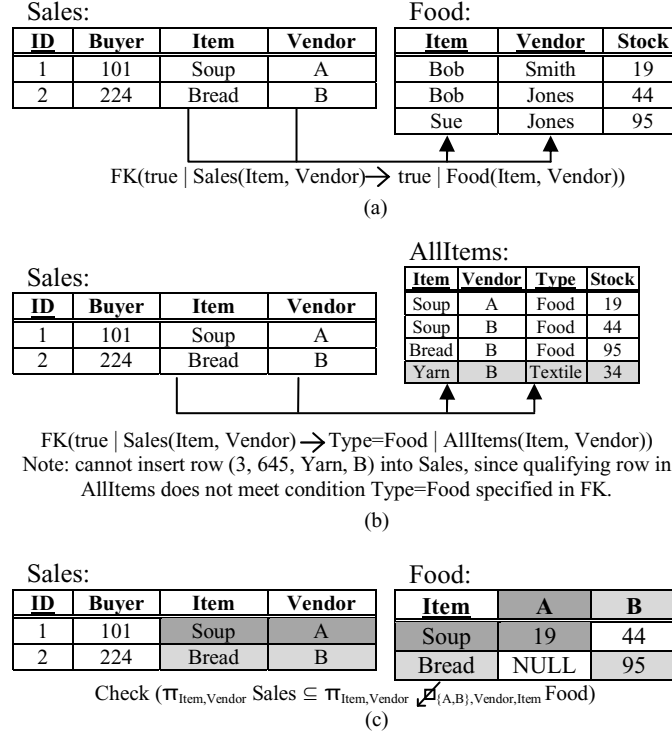 Sales:
ID Buyer Item Vendor
1 101 Soup A
2 224 Bread B
Food:
Item Vendor Stock
Bob Smith 19
Bob Jones 44
Sue Jones 95
FK(true | Sales(Item, Vendor) → true | Food(Item, Vendor))
(a)
Sales:
ID Buyer Item Vendor
1 101 Soup A
2 224 Bread B
AllItems:
Item Vendor Type Stock
Soup A Food 19
Soup B Food 44
Bread B Food 95
Yarn B Textile 34
FK(true | Sales(Item, Vendor) → Type=Food | AllItems(Item, Vendor))
Note: cannot insert row (3, 645, Yarn, B) into Sales, since qualifying row in
AllItems does not meet condition Type=Food specified in FK.
(b)
Sales:
ID Buyer Item Vendor
1 101 Soup A
2 224 Bread B
Food:
Item A B
Soup 19 44
Bread NULL 95
Check (π Item,Vendor Sales ⊆ π Item,Vendor {A,B},Vendor,Item Food)
(c)